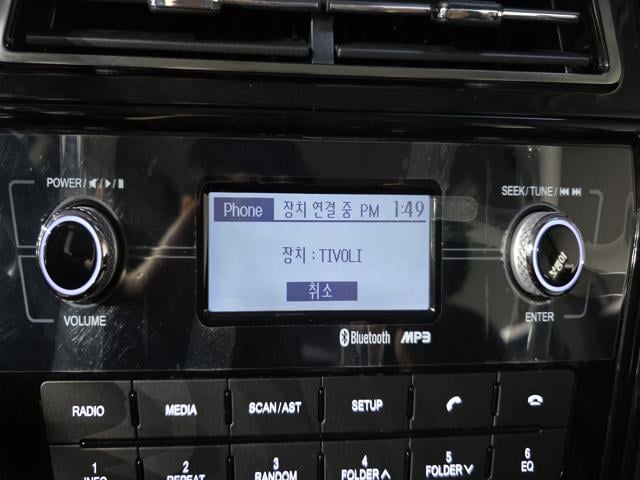 POWER / / SEEK / TUNE /
Phone 장치 연결 중 PM 1:49
장치 : TIVOLI
취소
VOLUME ENTER
Bluetooth MP3
RADIO MEDIA SCAN/AST SETUP
1 2 3 4 5 6
INFO REPEAT RANDOM FOLDER∧ FOLDER∨ EQ